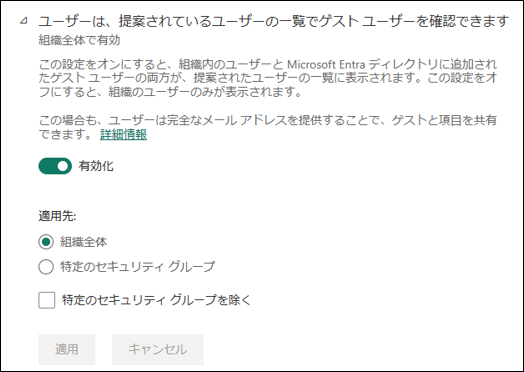 ユーザーは、提案されているユーザーの一覧でゲスト ユーザーを確認できます
組織全体で有効
この設定をオンにすると、組織内のユーザーと Microsoft Entra ディレクトリに追加され
たゲスト ユーザーの両方が、提案されたユーザーの一覧に表示されます。この設定をオ
フにすると、組織のユーザーのみが表示されます。
この場合も、ユーザーは完全なメール アドレスを提供することで、ゲストと項目を共有
できます。 詳細情報
有効化
適用先:
組織全体
特定のセキュリティ グループ
特定のセキュリティ グループを除く
適用 キャンセル